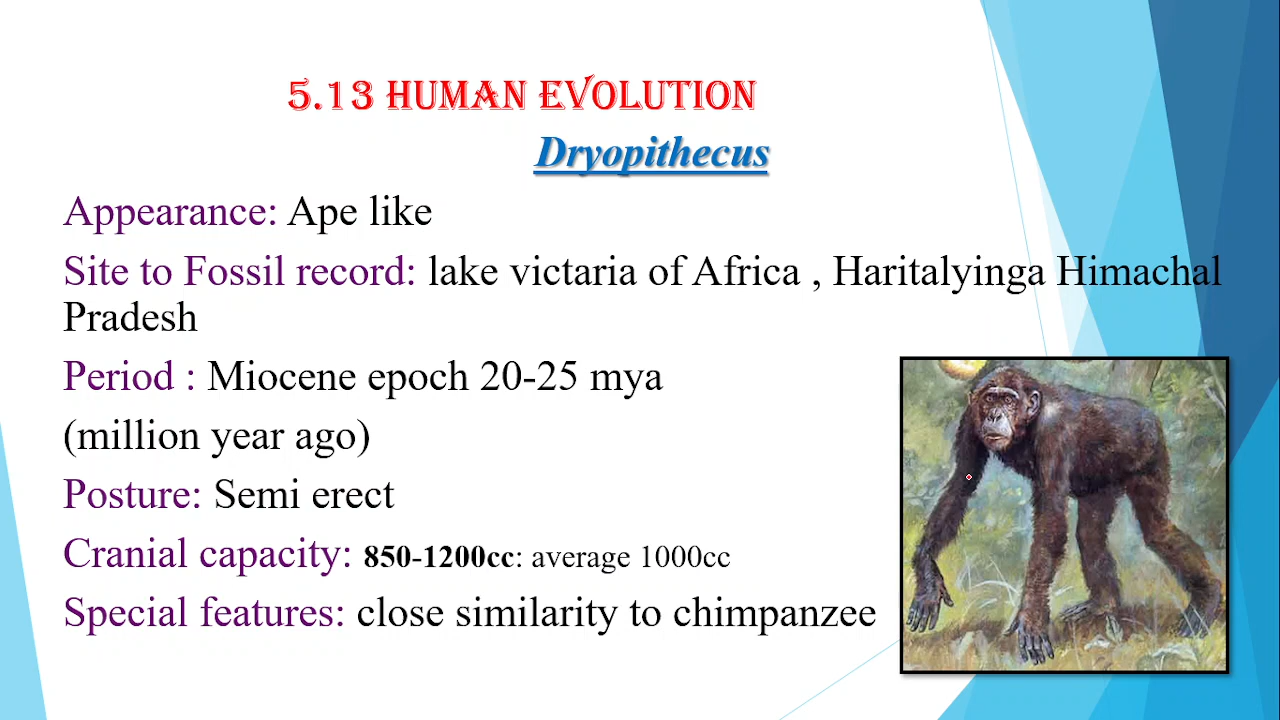 5.13 HUMAN EVOLUTION
Dryopithecus
Appearance: Ape like
Site to Fossil record: lake victaria of Africa , Haritalyinga Himachal
Pradesh
Period : Miocene epoch 20-25 mya
(million year ago)
Posture: Semi erect
Cranial capacity: 850-1200cc: average 1000cc
Special features: close similarity to chimpanzee